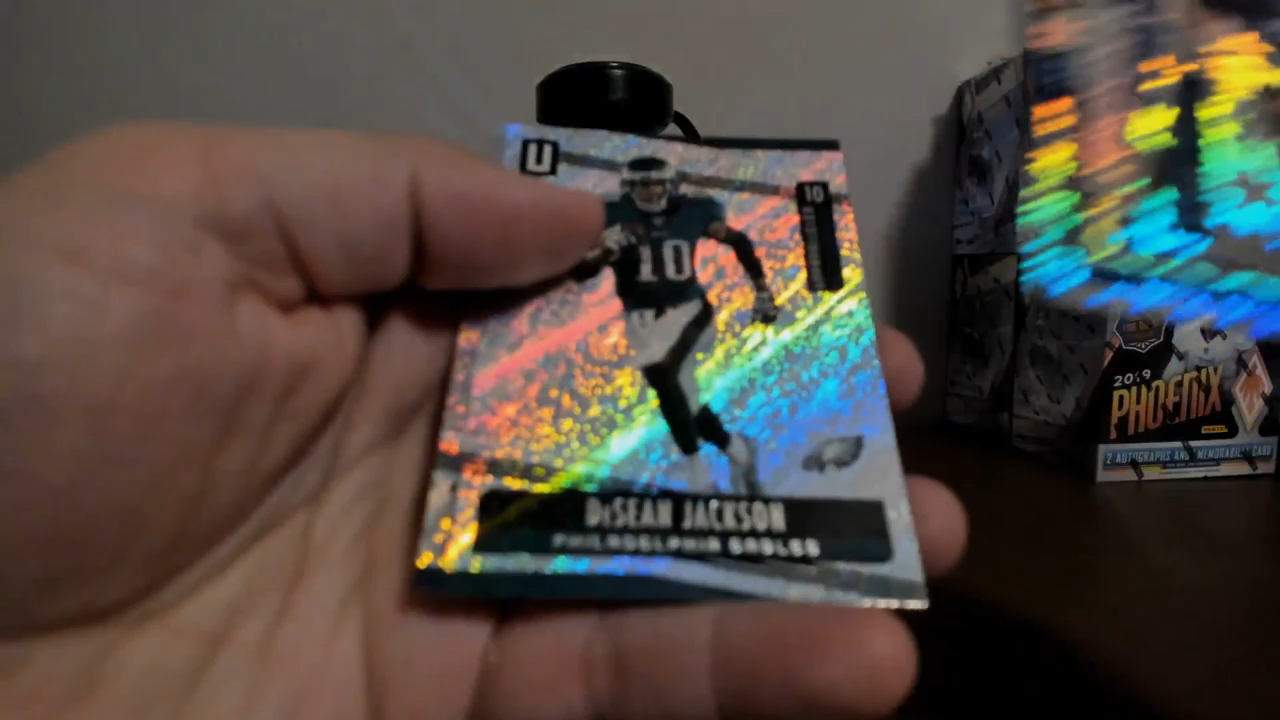 U
10
10
DeSEAN JACKSON
PHILADELPHIA EAGLES
2019
PHOENIX
PANINI
2 AUTOGRAPHS AND MEMORABILIA CARD